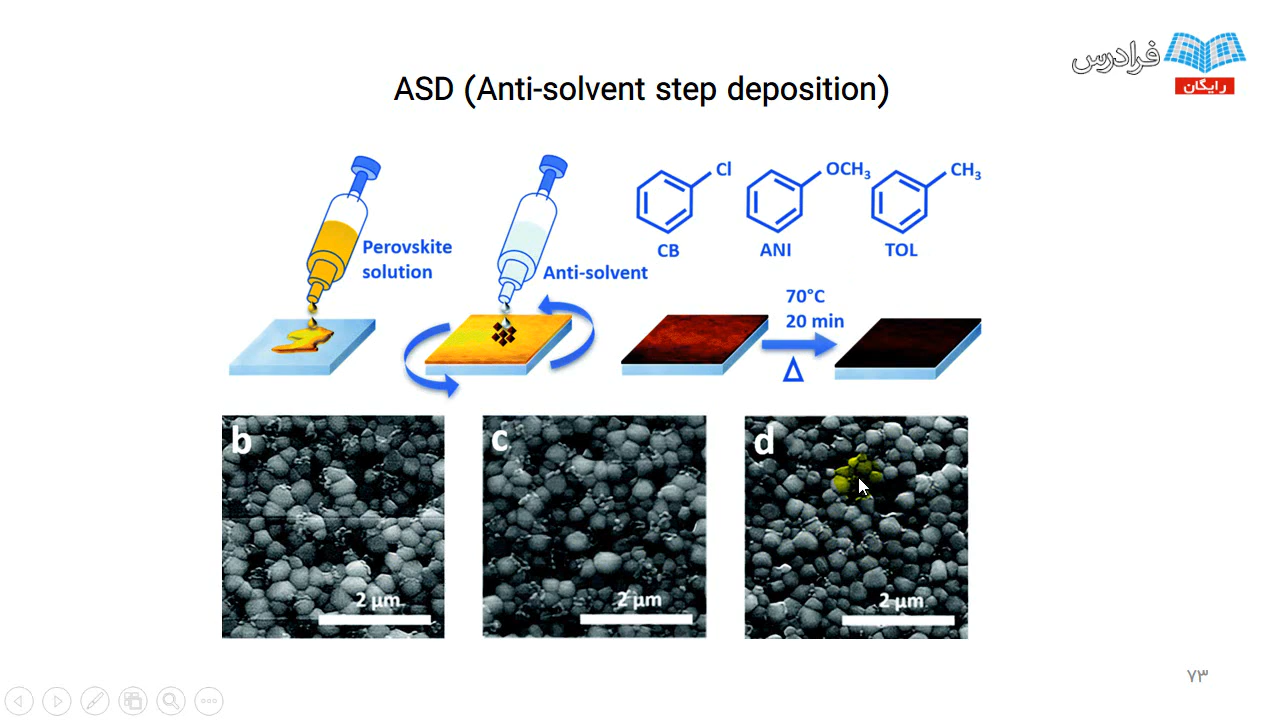 فرادرس
رایگان
ASD (Anti-solvent step deposition)
Perovskite
solution
Anti-solvent
Cl
CB
OCH₃
ANI
CH₃
TOL
70°C
20 min
Δ
b
2 μm
c
2 μm
d
2 μm
۷۳